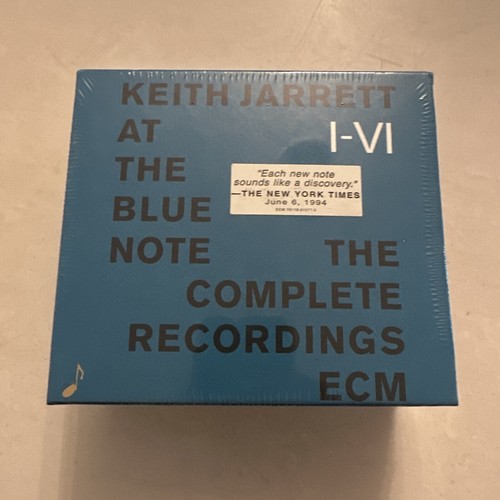 KEITH JARRETT
AT
I-VI
THE
BLUE
NOTE
"Each new note
sounds like a discovery."
—THE NEW YORK TIMES
June 6, 1994
THE
COMPLETE
RECORDINGS
ECM